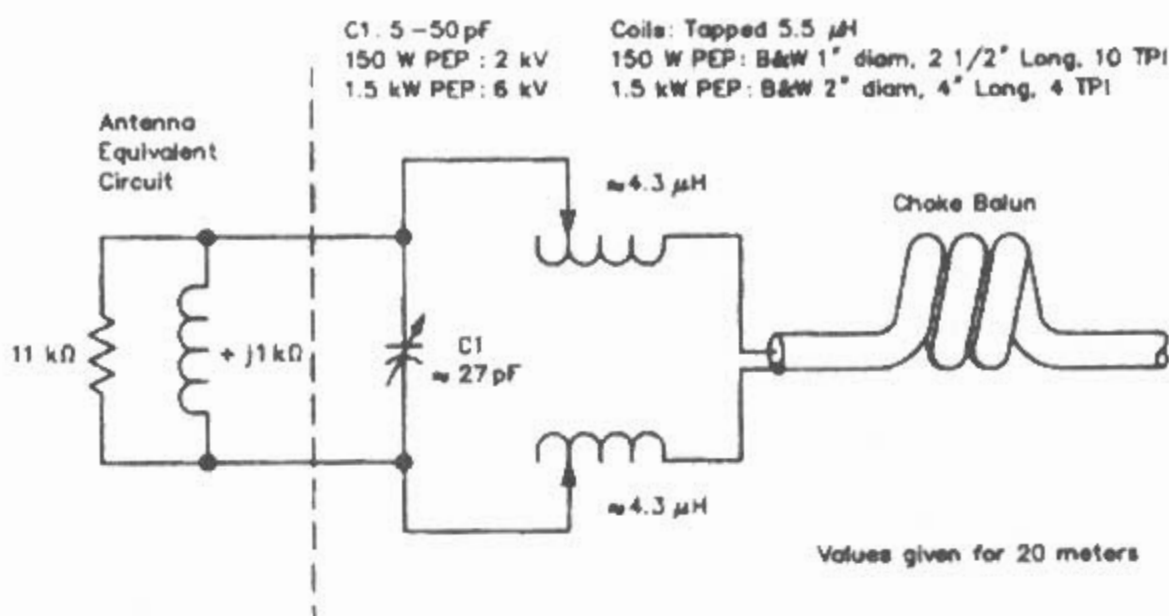 C1. 5-50 pF
150 W PEP : 2 kV
1.5 kW PEP : 6 kV
Coils: Tapped 5.5 μH
150 W PEP: B&W 1" diam, 2 1/2" Long, 10 TPI
1.5 kW PEP: B&W 2" diam, 4" Long, 4 TPI
Antenna
Equivalent
Circuit
≈4.3 μH
Choke Balun
11 kΩ
+ j1kΩ
C1
≈ 27 pF
≈4.3 μH
Values given for 20 meters